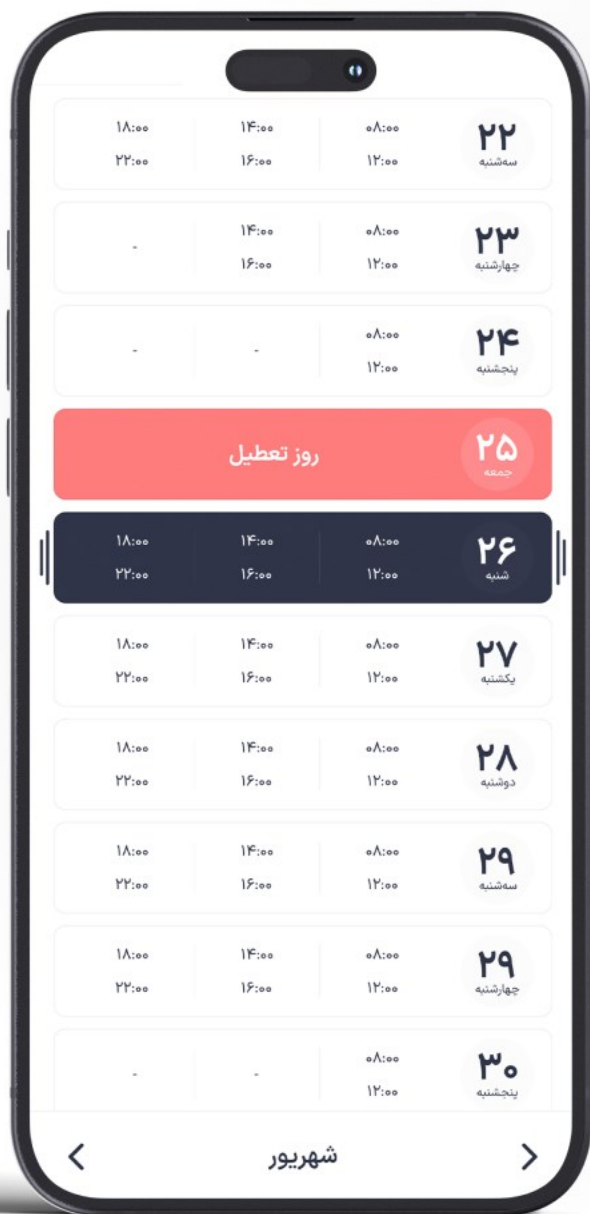 ۲۲ ۰۸:۰۰ ۱۴:۰۰ ۱۸:۰۰
سه‌شنبه ۱۲:۰۰ ۱۶:۰۰ ۲۲:۰۰
۲۳ ۰۸:۰۰ ۱۴:۰۰ -
چهارشنبه ۱۲:۰۰ ۱۶:۰۰
۲۴ ۰۸:۰۰ - -
پنجشنبه ۱۲:۰۰
۲۵ روز تعطیل
جمعه
۲۶ ۰۸:۰۰ ۱۴:۰۰ ۱۸:۰۰
شنبه ۱۲:۰۰ ۱۶:۰۰ ۲۲:۰۰
۲۷ ۰۸:۰۰ ۱۴:۰۰ ۱۸:۰۰
یکشنبه ۱۲:۰۰ ۱۶:۰۰ ۲۲:۰۰
۲۸ ۰۸:۰۰ ۱۴:۰۰ ۱۸:۰۰
دوشنبه ۱۲:۰۰ ۱۶:۰۰ ۲۲:۰۰
۲۹ ۰۸:۰۰ ۱۴:۰۰ ۱۸:۰۰
سه‌شنبه ۱۲:۰۰ ۱۶:۰۰ ۲۲:۰۰
۲۹ ۰۸:۰۰ ۱۴:۰۰ ۱۸:۰۰
چهارشنبه ۱۲:۰۰ ۱۶:۰۰ ۲۲:۰۰
۳۰ ۰۸:۰۰ - -
پنجشنبه ۱۲:۰۰
شهریور